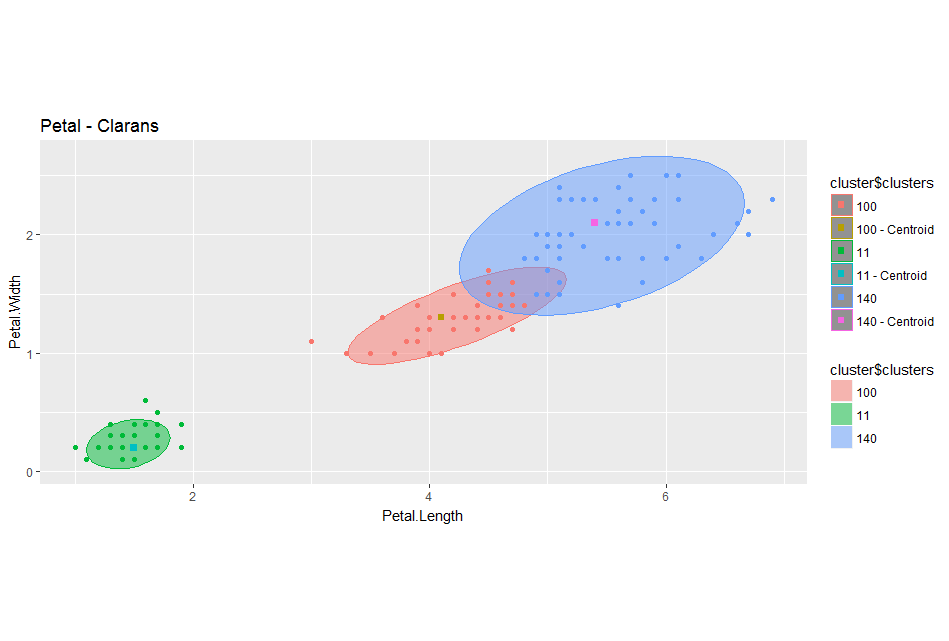 Petal - Clarans
Petal.Width
2
1
0
2
4
6
Petal.Length
cluster$clusters
100
100 - Centroid
11
11 - Centroid
140
140 - Centroid
cluster$clusters
100
11
140